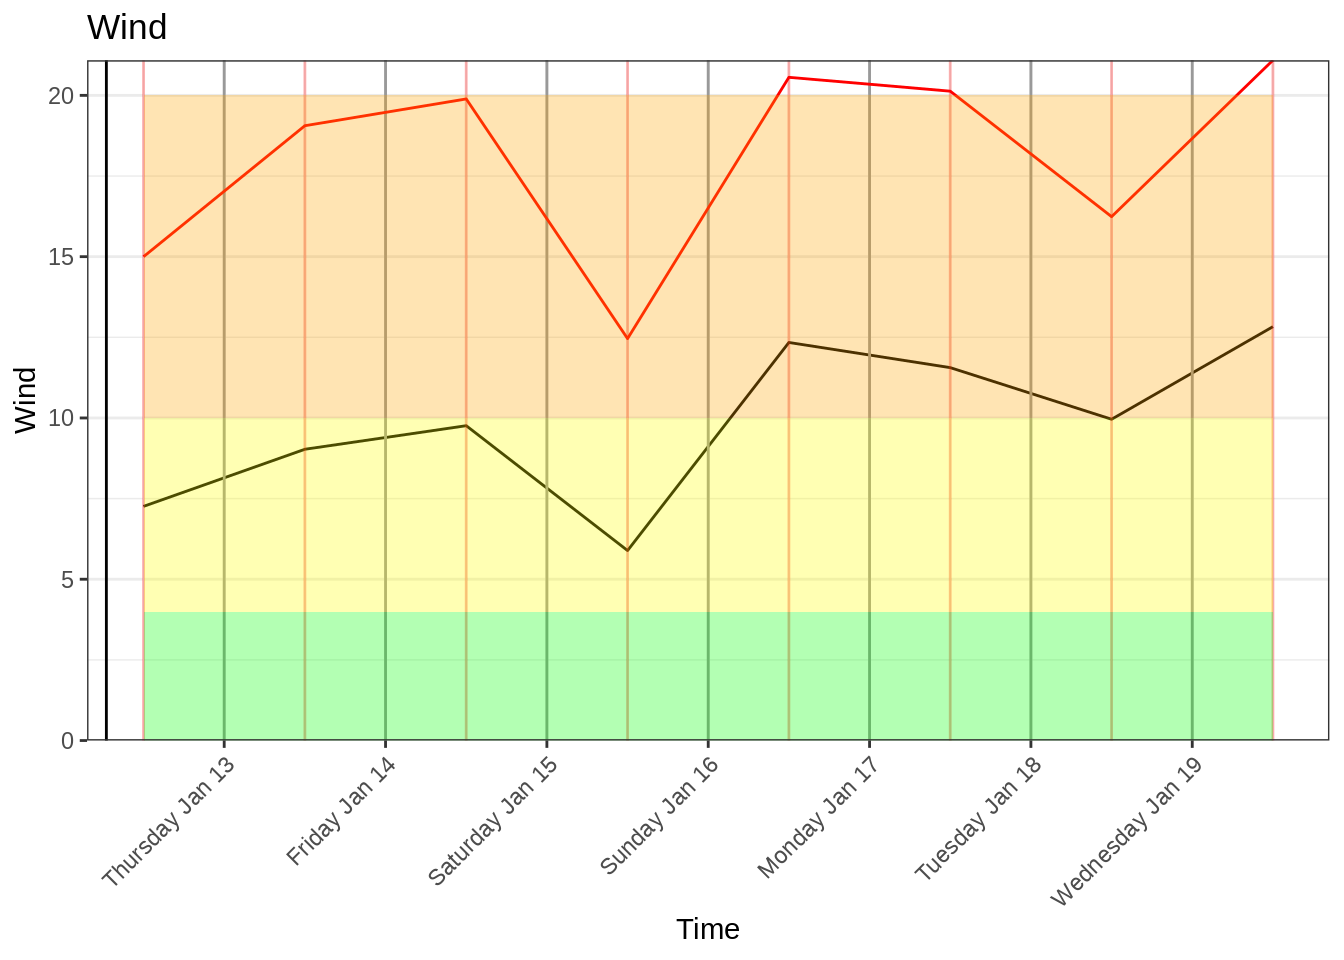 Wind
Wind
20
15
10
5
0
Thursday Jan 13
Friday Jan 14
Saturday Jan 15
Sunday Jan 16
Monday Jan 17
Tuesday Jan 18
Wednesday Jan 19
Time